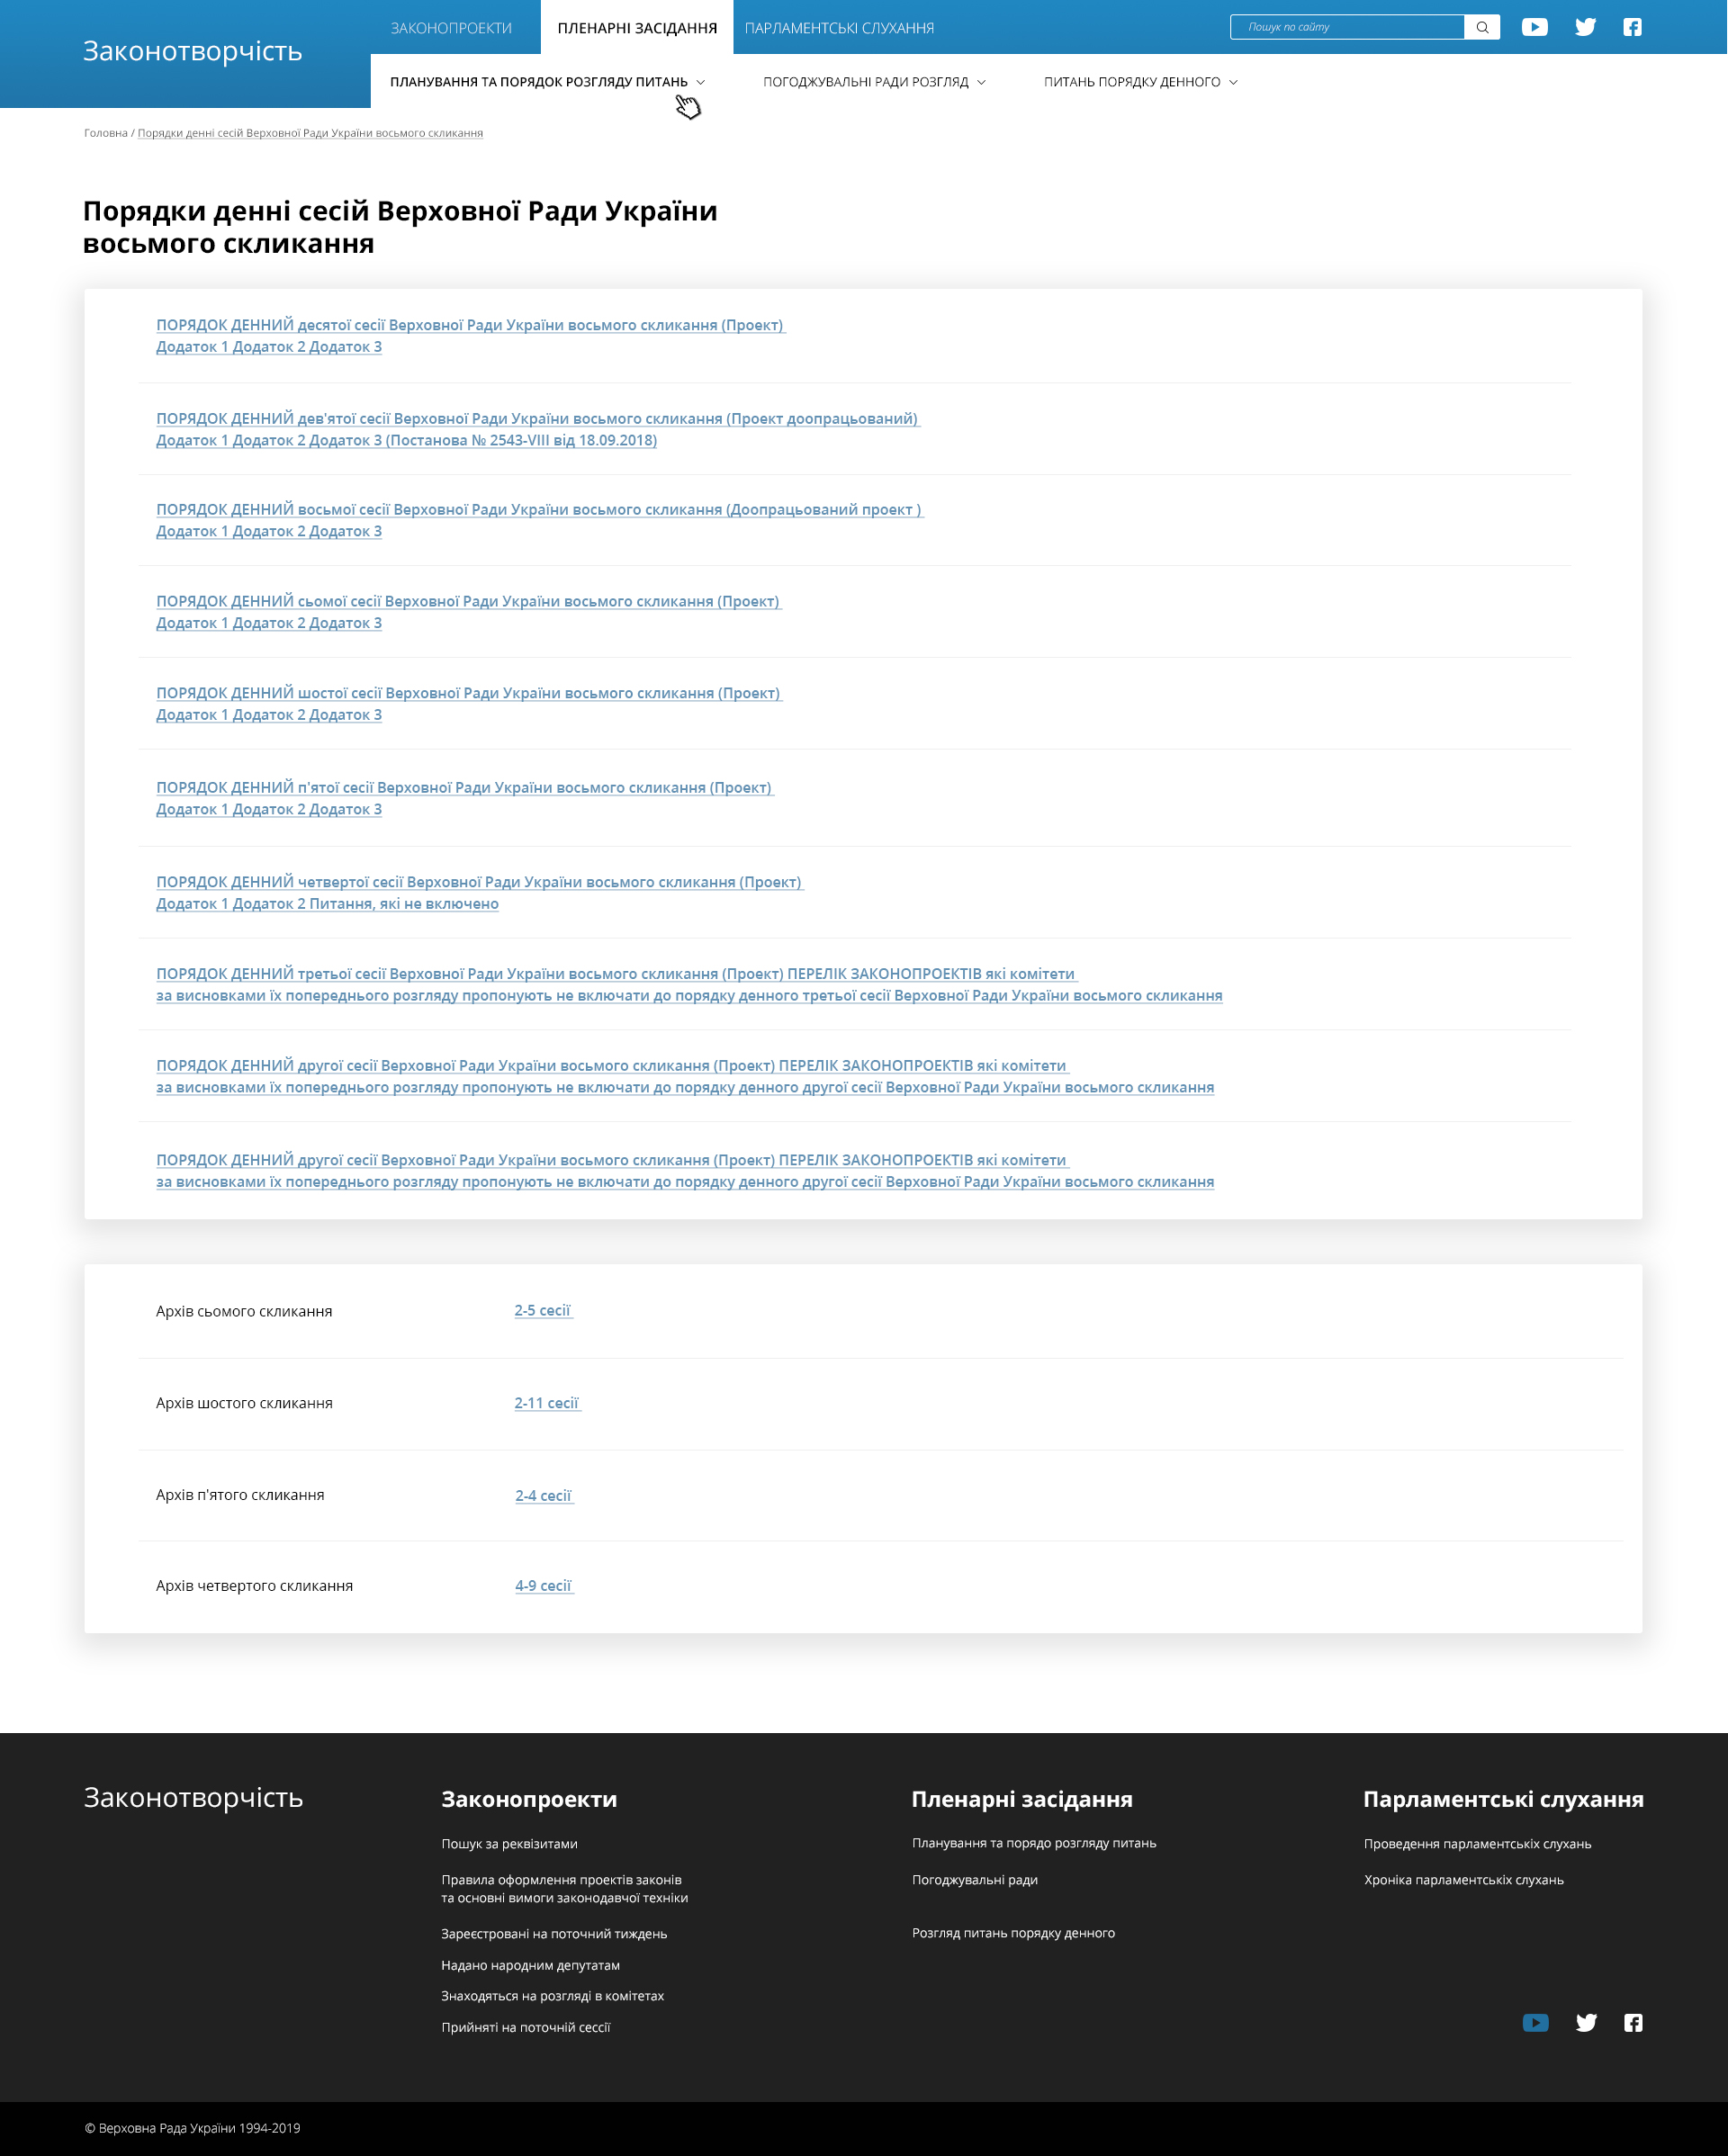 Законотворчість
ЗАКОНОПРОЕКТИ
ПЛЕНАРНІ ЗАСІДАННЯ
ПАРЛАМЕНТСЬКІ СЛУХАННЯ
Пошук по сайту
ПЛАНУВАННЯ ТА ПОРЯДОК РОЗГЛЯДУ ПИТАНЬ
ПОГОДЖУВАЛЬНІ РАДИ РОЗГЛЯД
ПИТАНЬ ПОРЯДКУ ДЕННОГО
Головна / Порядки денні сесій Верховної Ради України восьмого скликання
Порядки денні сесій Верховної Ради України
восьмого скликання
ПОРЯДОК ДЕННИЙ десятої сесії Верховної Ради України восьмого скликання (Проект)
Додаток 1 Додаток 2 Додаток 3
ПОРЯДОК ДЕННИЙ дев'ятої сесії Верховної Ради України восьмого скликання (Проект доопрацьований)
Додаток 1 Додаток 2 Додаток 3 (Постанова № 2543-VIII від 18.09.2018)
ПОРЯДОК ДЕННИЙ восьмої сесії Верховної Ради України восьмого скликання (Доопрацьований проект )
Додаток 1 Додаток 2 Додаток 3
ПОРЯДОК ДЕННИЙ сьомої сесії Верховної Ради України восьмого скликання (Проект)
Додаток 1 Додаток 2 Додаток 3
ПОРЯДОК ДЕННИЙ шостої сесії Верховної Ради України восьмого скликання (Проект)
Додаток 1 Додаток 2 Додаток 3
ПОРЯДОК ДЕННИЙ п'ятої сесії Верховної Ради України восьмого скликання (Проект)
Додаток 1 Додаток 2 Додаток 3
ПОРЯДОК ДЕННИЙ четвертої сесії Верховної Ради України восьмого скликання (Проект)
Додаток 1 Додаток 2 Питання, які не включено
ПОРЯДОК ДЕННИЙ третьої сесії Верховної Ради України восьмого скликання (Проект) ПЕРЕЛІК ЗАКОНОПРОЕКТІВ які комітети
за висновками їх попереднього розгляду пропонують не включати до порядку денного третьої сесії Верховної Ради України восьмого скликання
ПОРЯДОК ДЕННИЙ другої сесії Верховної Ради України восьмого скликання (Проект) ПЕРЕЛІК ЗАКОНОПРОЕКТІВ які комітети
за висновками їх попереднього розгляду пропонують не включати до порядку денного другої сесії Верховної Ради України восьмого скликання
ПОРЯДОК ДЕННИЙ другої сесії Верховної Ради України восьмого скликання (Проект) ПЕРЕЛІК ЗАКОНОПРОЕКТІВ які комітети
за висновками їх попереднього розгляду пропонують не включати до порядку денного другої сесії Верховної Ради України восьмого скликання
Архів сьомого скликання
2-5 сесії
Архів шостого скликання
2-11 сесії
Архів п'ятого скликання
2-4 сесії
Архів четвертого скликання
4-9 сесії
Законотворчість
Законопроекти
Пошук за реквізитами
Правила оформлення проектів законів
та основні вимоги законодавчої техніки
Зареєстровані на поточний тиждень
Надано народним депутатам
Знаходяться на розгляді в комітетах
Прийняті на поточній сессії
Пленарні засідання
Планування та порядо розгляду питань
Погоджувальні ради
Розгляд питань порядку денного
Парламентські слухання
Проведення парламентськіх слухань
Хроніка парламентськіх слухань
© Верховна Рада України 1994-2019